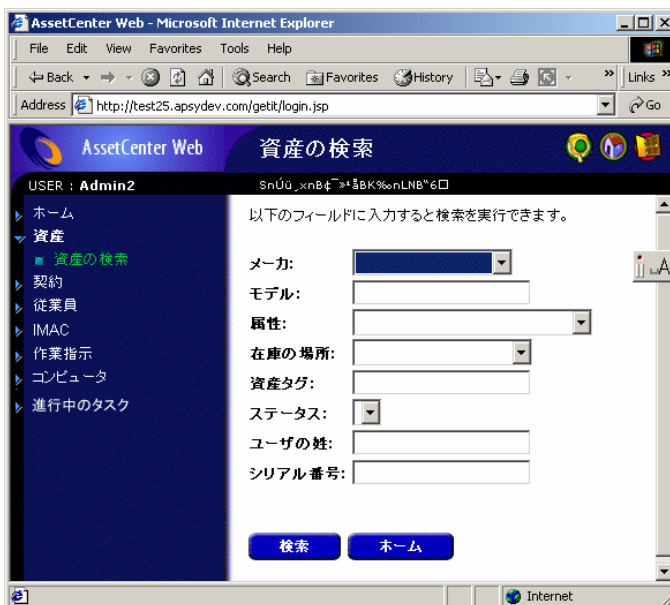 AssetCenter Web - Microsoft Internet Explorer
File Edit View Favorites Tools Help
Back Search Favorites History » Links »
Address http://test25.apsydev.com/getit/login.jsp Go
AssetCenter Web 資産の検索
USER : Admin2
ホーム
資産
資産の検索
契約
従業員
IMAC
作業指示
コンピュータ
進行中のタスク
以下のフィールドに入力すると検索を実行できます。
メーカ:
モデル:
属性:
在庫の場所:
資産タグ:
ステータス:
ユーザの姓:
シリアル番号:
検索 ホーム
Internet